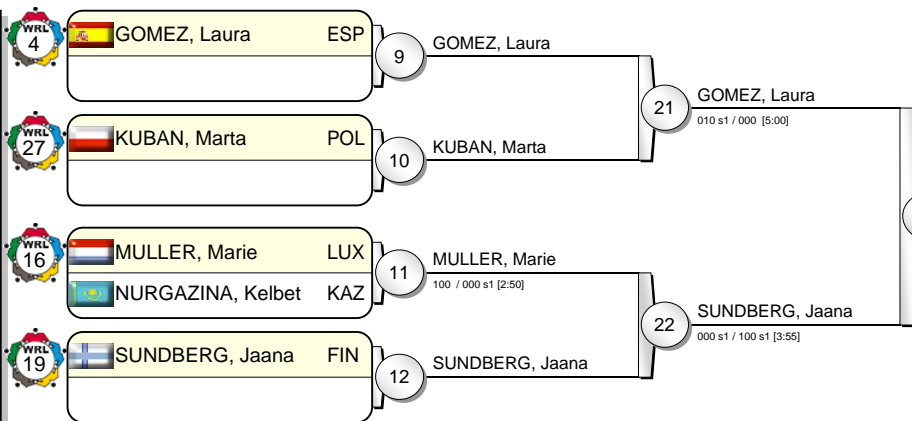 WRL
4
GOMEZ, Laura ESP
9
GOMEZ, Laura
21
GOMEZ, Laura
010 s1 / 000 [5:00]
WRL
27
KUBAN, Marta POL
10
KUBAN, Marta
WRL
16
MULLER, Marie LUX
NURGAZINA, Kelbet KAZ
11
MULLER, Marie
100 / 000 s1 [2:50]
22
SUNDBERG, Jaana
000 s1 / 100 s1 [3:55]
WRL
19
SUNDBERG, Jaana FIN
12
SUNDBERG, Jaana